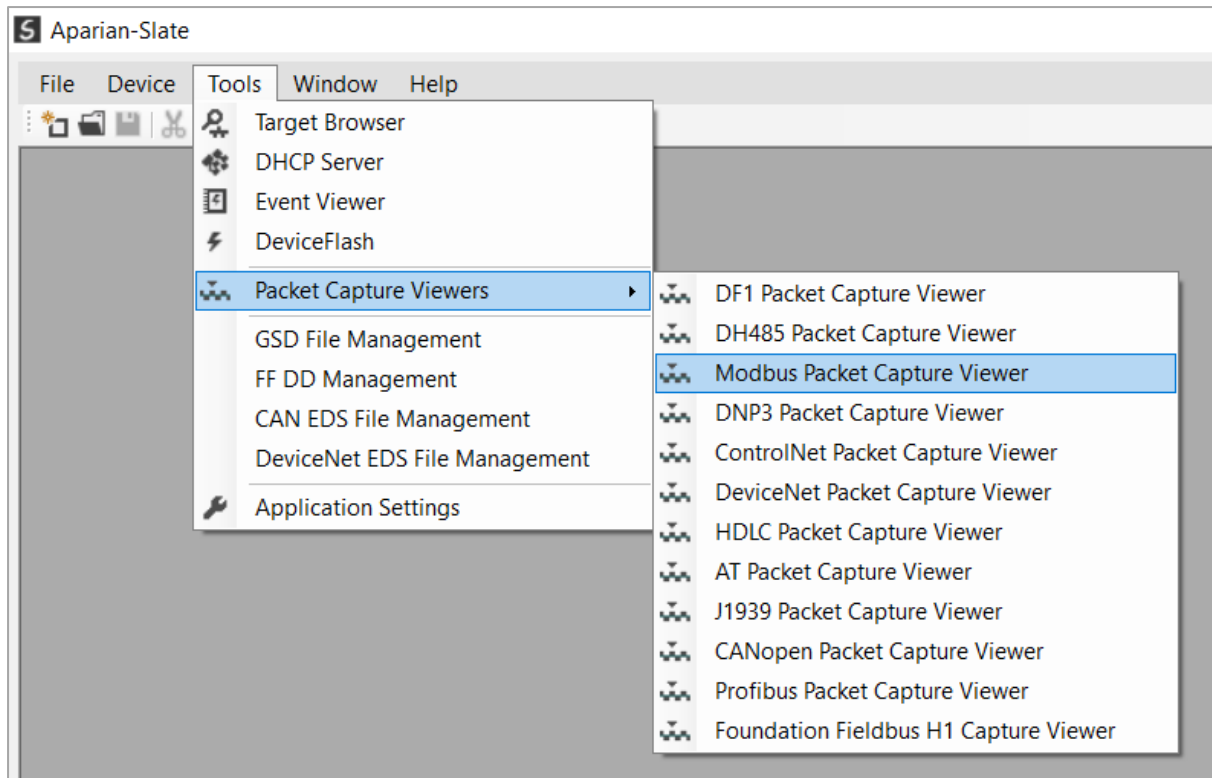 Aparian-Slate
File Device Tools Window Help
Target Browser
DHCP Server
Event Viewer
DeviceFlash
Packet Capture Viewers
GSD File Management
FF DD Management
CAN EDS File Management
DeviceNet EDS File Management
Application Settings
DF1 Packet Capture Viewer
DH485 Packet Capture Viewer
Modbus Packet Capture Viewer
DNP3 Packet Capture Viewer
ControlNet Packet Capture Viewer
DeviceNet Packet Capture Viewer
HDLC Packet Capture Viewer
AT Packet Capture Viewer
J1939 Packet Capture Viewer
CANopen Packet Capture Viewer
Profibus Packet Capture Viewer
Foundation Fieldbus H1 Capture Viewer